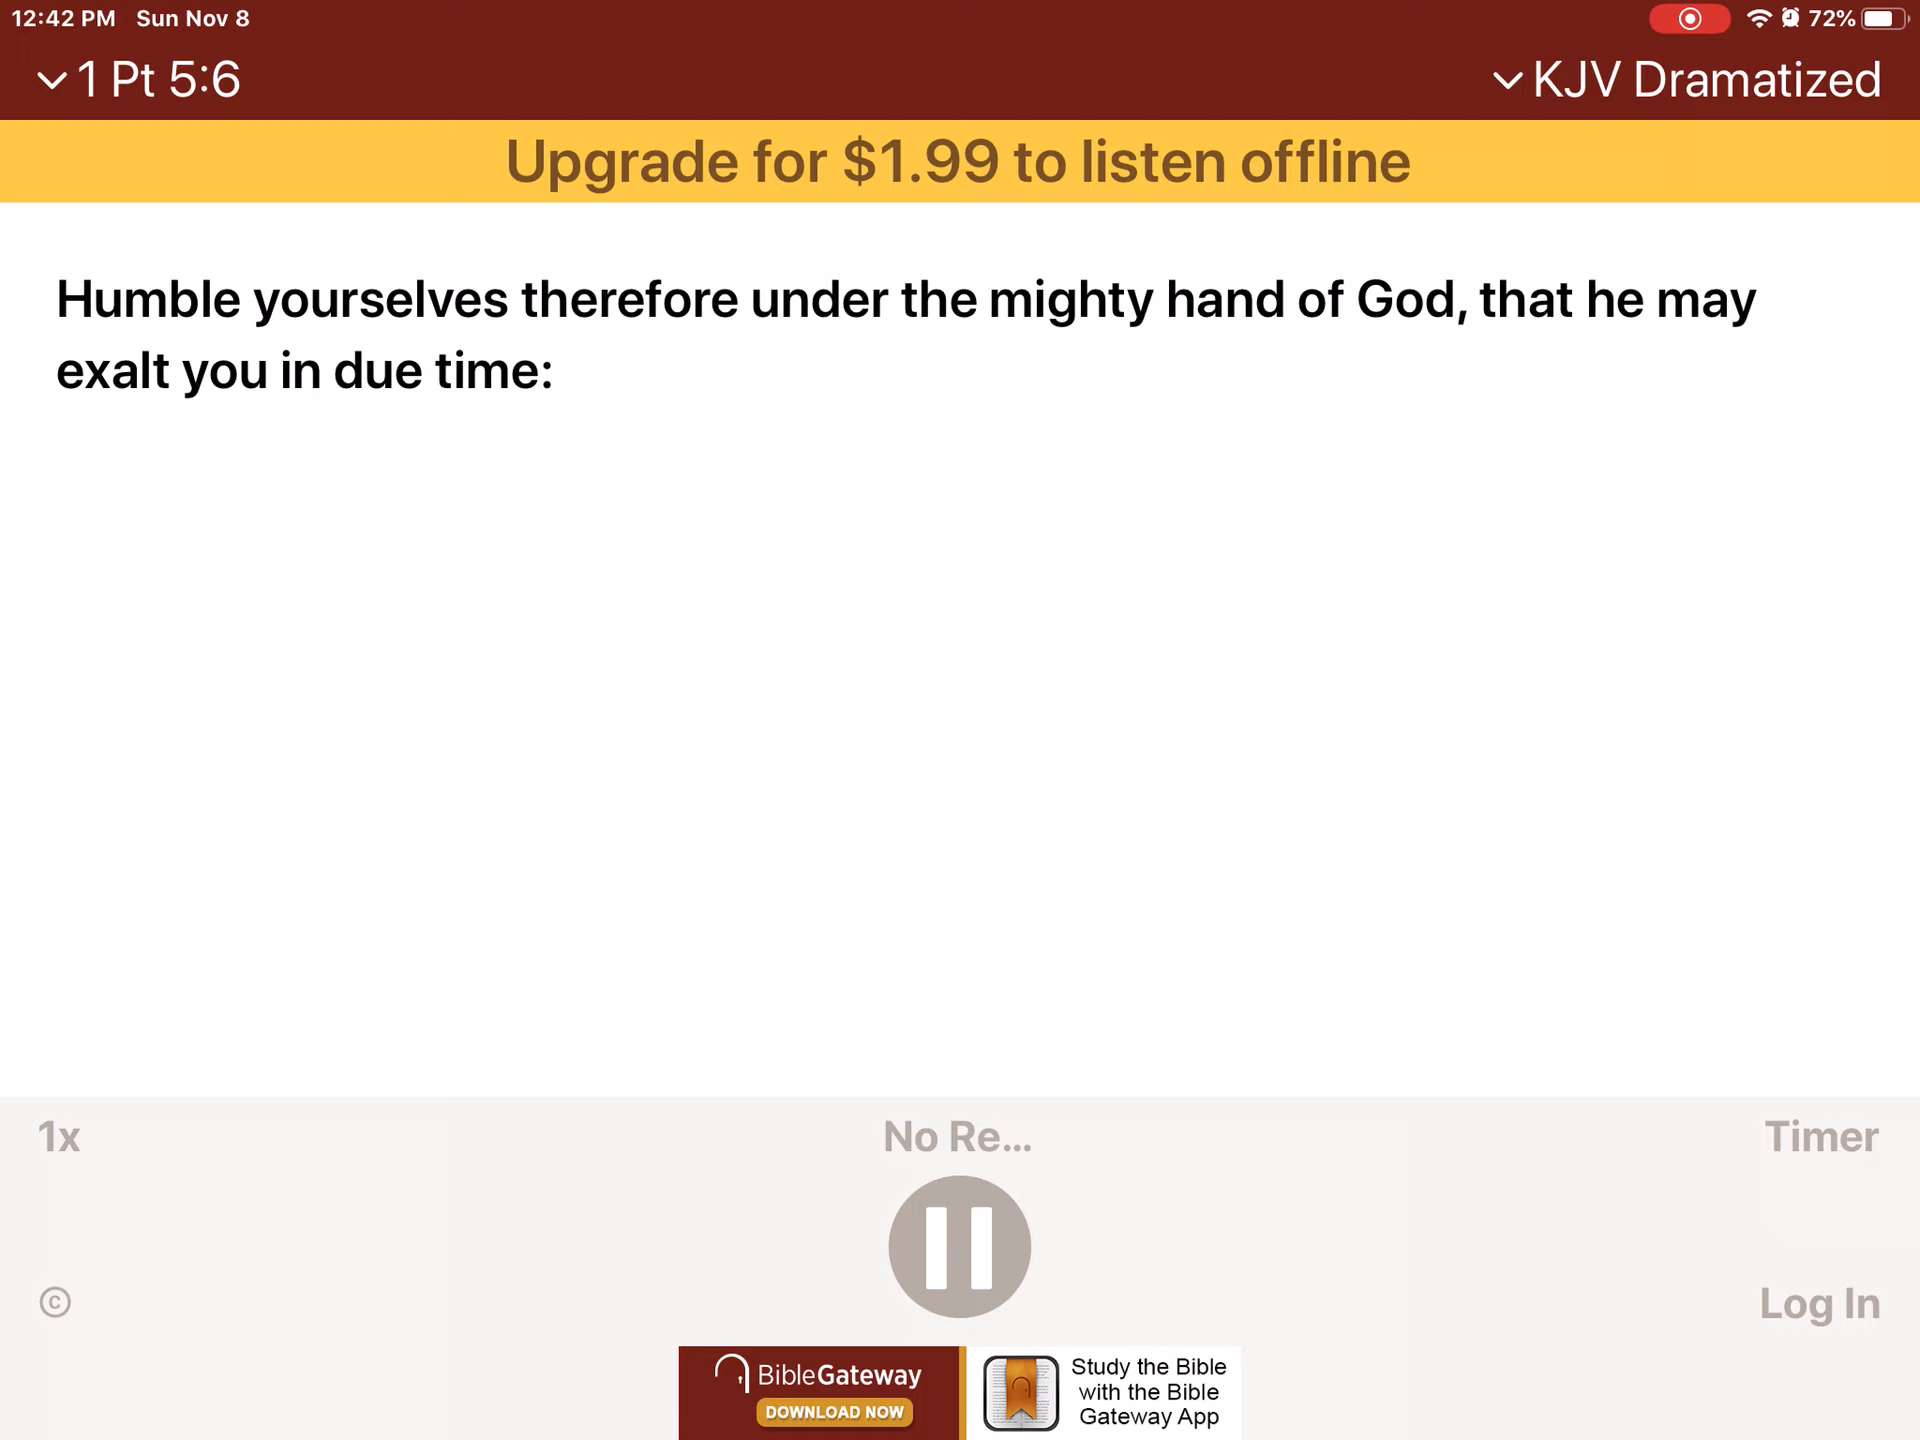 12:42 PM Sun Nov 8 72%
1 Pt 5:6 KJV Dramatized
Upgrade for $1.99 to listen offline
Humble yourselves therefore under the mighty hand of God, that he may
exalt you in due time:
1x No Re... Timer
© Log In
BibleGateway
DOWNLOAD NOW
Study the Bible
with the Bible
Gateway App